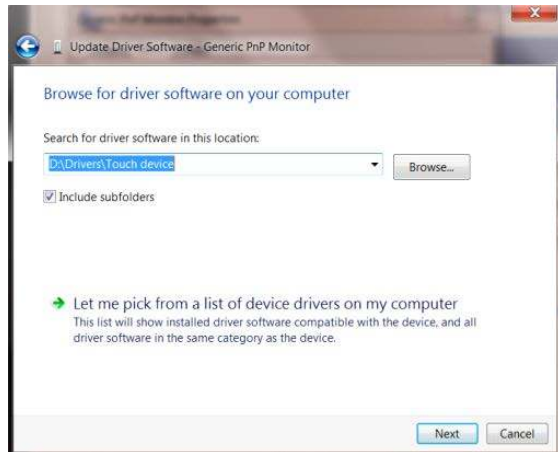 Update Driver Software - Generic PnP Monitor
Browse for driver software on your computer
Search for driver software in this location:
D:\Drivers\Touch device
Browse...
Include subfolders
Let me pick from a list of device drivers on my computer
This list will show installed driver software compatible with the device, and all
driver software in the same category as the device.
Next
Cancel